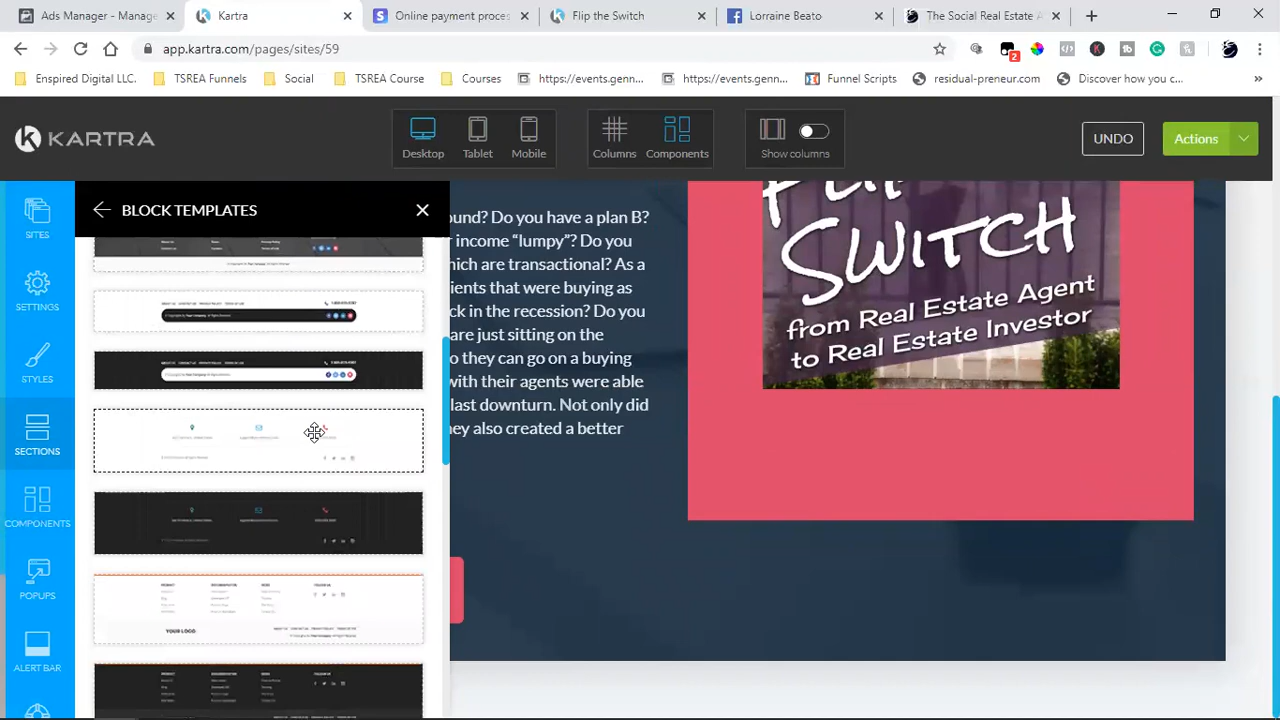 Ads Manager - Manage
Kartra
Online payment proces
Flip the Switch
Lorraine Beato
The Social Real Estate A
app.kartra.com/pages/sites/59
2
Enspired Digital LLC.
TSREA Funnels
Social
TSREA Course
Courses
https://events.genn...
https://events.genn...
Funnel Scripts
residual-preneur.com
Discover how you c...
KARTRA
Desktop
Tablet
Mobile
Columns
Components
Show columns
UNDO
Actions
SITES
SETTINGS
STYLES
SECTIONS
COMPONENTS
POPUPS
ALERT BAR
BLOCK TEMPLATES
YOUR LOGO
ound? Do you have a plan B?
income “lumpy”? Do you
hich are transactional? As a
ients that were buying as
k in the recession? Do you
are just sitting on the
o they can go on a buying
with their agents were able
last downturn. Not only did
hey also created a better
FLIP
SWITCH
from Real Estate Agent
to Real Estate Investor